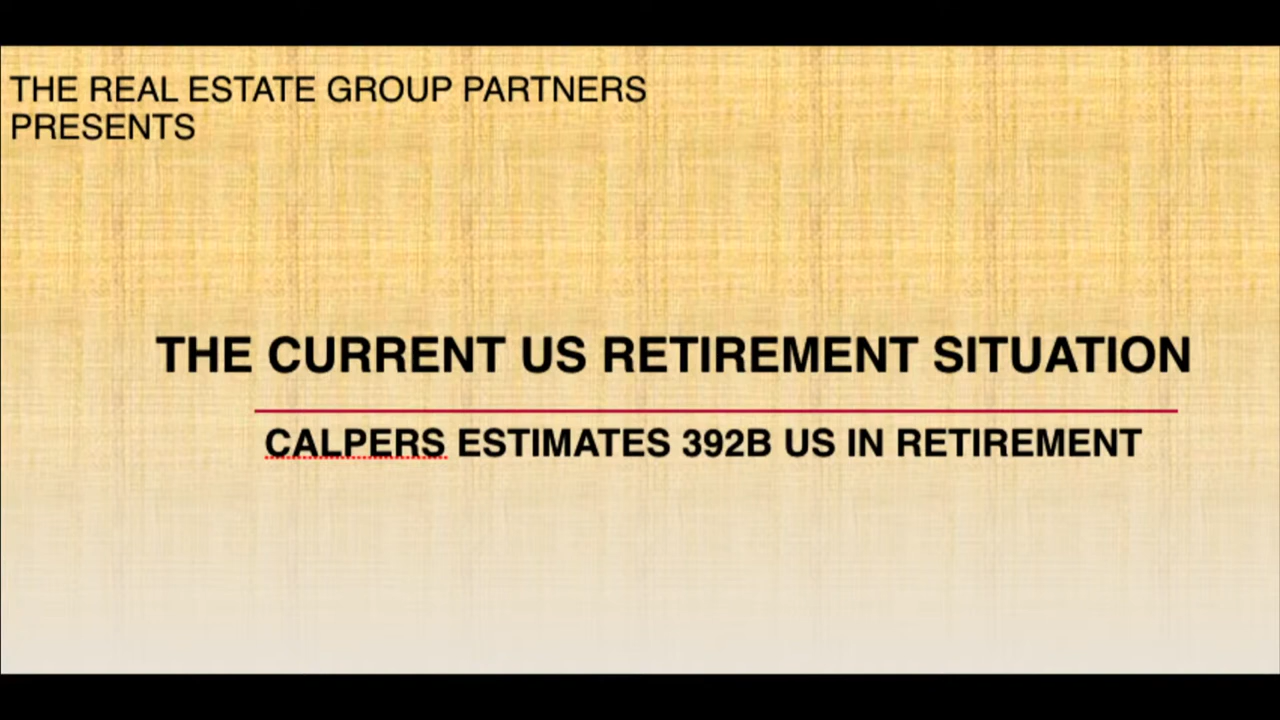 THE REAL ESTATE GROUP PARTNERS
PRESENTS
THE CURRENT US RETIREMENT SITUATION
CALPERS ESTIMATES 392B US IN RETIREMENT